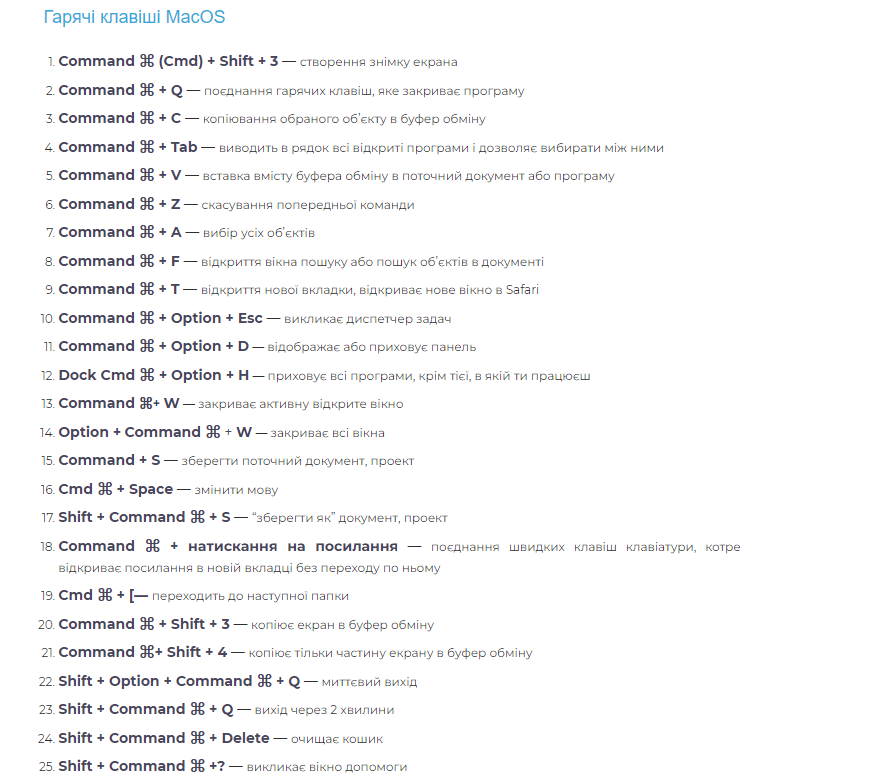 Гарячі клавіші MacOS
1. Command ⌘ (Cmd) + Shift + 3 — створення знімку екрана
2. Command ⌘ + Q — поєднання гарячих клавіш, яке закриває програму
3. Command ⌘ + C — копіювання обраного об’єкту в буфер обміну
4. Command ⌘ + Tab — виводить в рядок всі відкриті програми і дозволяє вибирати між ними
5. Command ⌘ + V — вставка вмісту буфера обміну в поточний документ або програму
6. Command ⌘ + Z — скасування попередньої команди
7. Command ⌘ + A — вибір усіх об’єктів
8. Command ⌘ + F — відкриття вікна пошуку або пошук об’єктів в документі
9. Command ⌘ + T — відкриття нової вкладки, відкриває нове вікно в Safari
10. Command ⌘ + Option + Esc — викликає диспетчер задач
11. Command ⌘ + Option + D — відображає або приховує панель
12. Dock Cmd ⌘ + Option + H — приховує всі програми, крім тієї, в якій ти працюєш
13. Command ⌘+ W — закриває активну відкрите вікно
14. Option + Command ⌘ + W — закриває всі вікна
15. Command + S — зберегти поточний документ, проект
16. Cmd ⌘ + Space — змінити мову
17. Shift + Command ⌘ + S — “зберегти як” документ, проект
18. Command ⌘ + натискання на посилання — поєднання швидких клавіш клавіатури, котре
відкриває посилання в новій вкладці без переходу по ньому
19. Cmd ⌘ + [— переходить до наступної папки
20. Command ⌘ + Shift + 3 — копіює екран в буфер обміну
21. Command ⌘+ Shift + 4 — копіює тільки частину екрану в буфер обміну
22. Shift + Option + Command ⌘ + Q — миттєвий вихід
23. Shift + Command ⌘ + Q — вихід через 2 хвилини
24. Shift + Command ⌘ + Delete — очищає кошик
25. Shift + Command ⌘ +? — викликає вікно допомоги